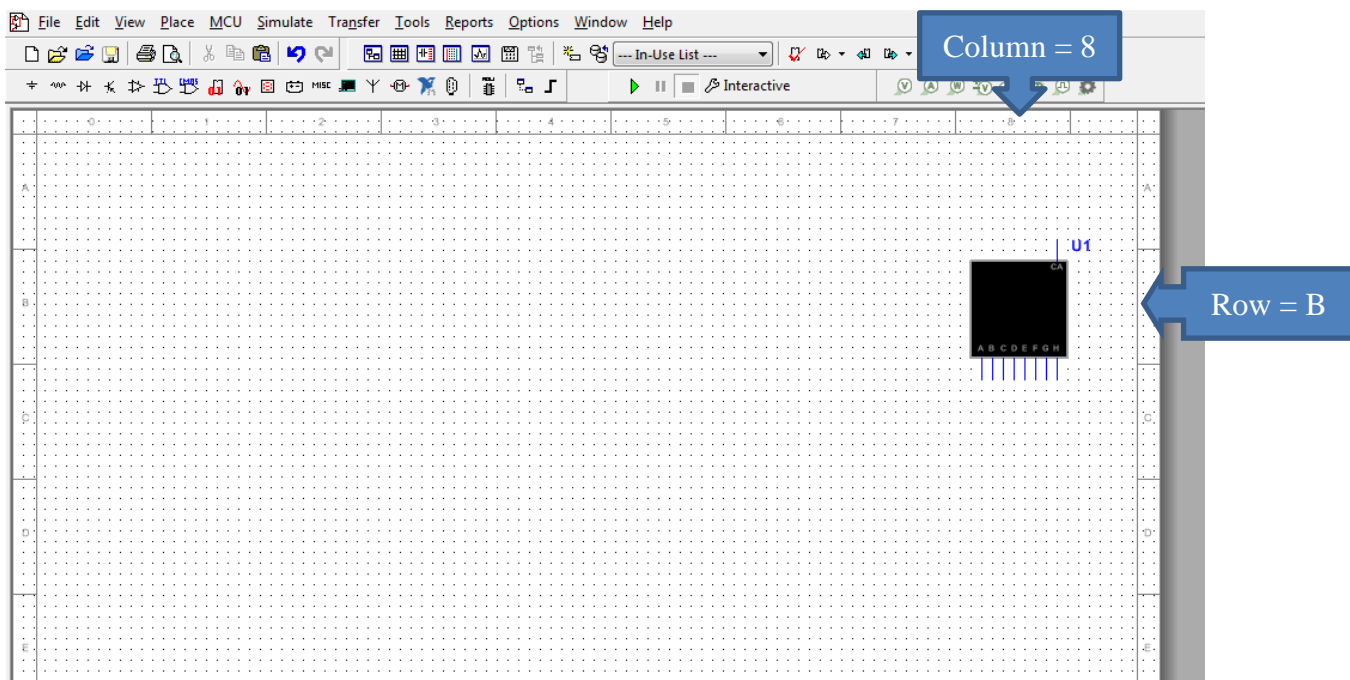 File Edit View Place MCU Simulate Transfer Tools Reports Options Window Help
--- In-Use List ---
Column = 8
MISC
Interactive
V A W
0 1 2 3 4 5 6 7 8
A A
U1
CA
B
Row = B
A B C D E F G H
C C
D D
E E